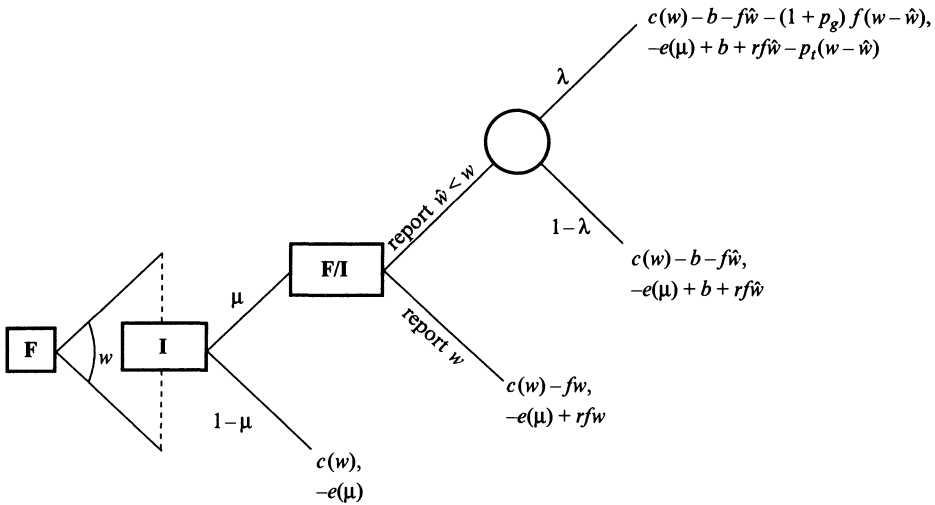 c(w) – b – fŵ – (1 + p_g) f(w – ŵ),
–e(μ) + b + rfŵ – p_t(w – ŵ)
λ
report ŵ < w
1 – λ
c(w) – b – fŵ,
–e(μ) + b + rfŵ
F/I
μ
report w
F
w
I
c(w) – fw,
–e(μ) + rfw
1 – μ
c(w),
–e(μ)